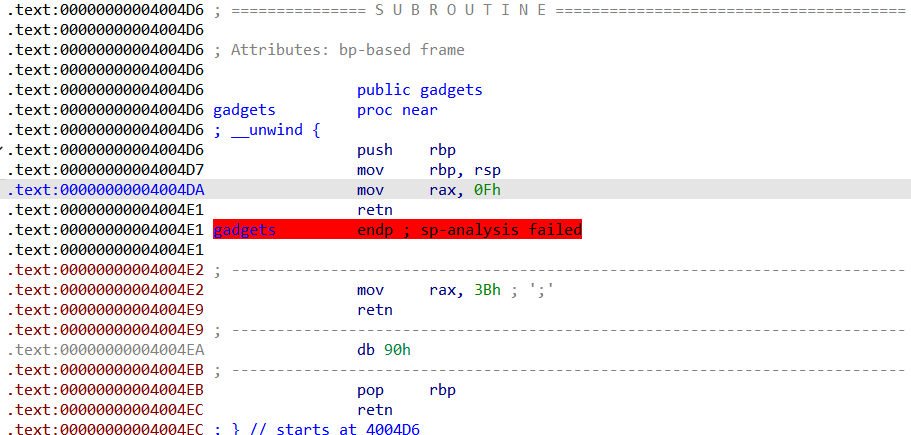 .text:00000000004004D6 ; =============== S U B R O U T I N E =======================================
.text:00000000004004D6
.text:00000000004004D6 ; Attributes: bp-based frame
.text:00000000004004D6
.text:00000000004004D6                 public gadgets
.text:00000000004004D6 gadgets         proc near
.text:00000000004004D6 ; __unwind {
.text:00000000004004D6                 push    rbp
.text:00000000004004D7                 mov     rbp, rsp
.text:00000000004004DA                 mov     rax, 0Fh
.text:00000000004004E1                 retn
.text:00000000004004E1 gadgets         endp ; sp-analysis failed
.text:00000000004004E1
.text:00000000004004E2 ; ---------------------------------------------------------------------------
.text:00000000004004E2                 mov     rax, 3Bh ; ';'
.text:00000000004004E9                 retn
.text:00000000004004E9 ; ---------------------------------------------------------------------------
.text:00000000004004EA                 db 90h
.text:00000000004004EB ; ---------------------------------------------------------------------------
.text:00000000004004EB                 pop     rbp
.text:00000000004004EC                 retn
.text:00000000004004EC ; } // starts at 4004D6